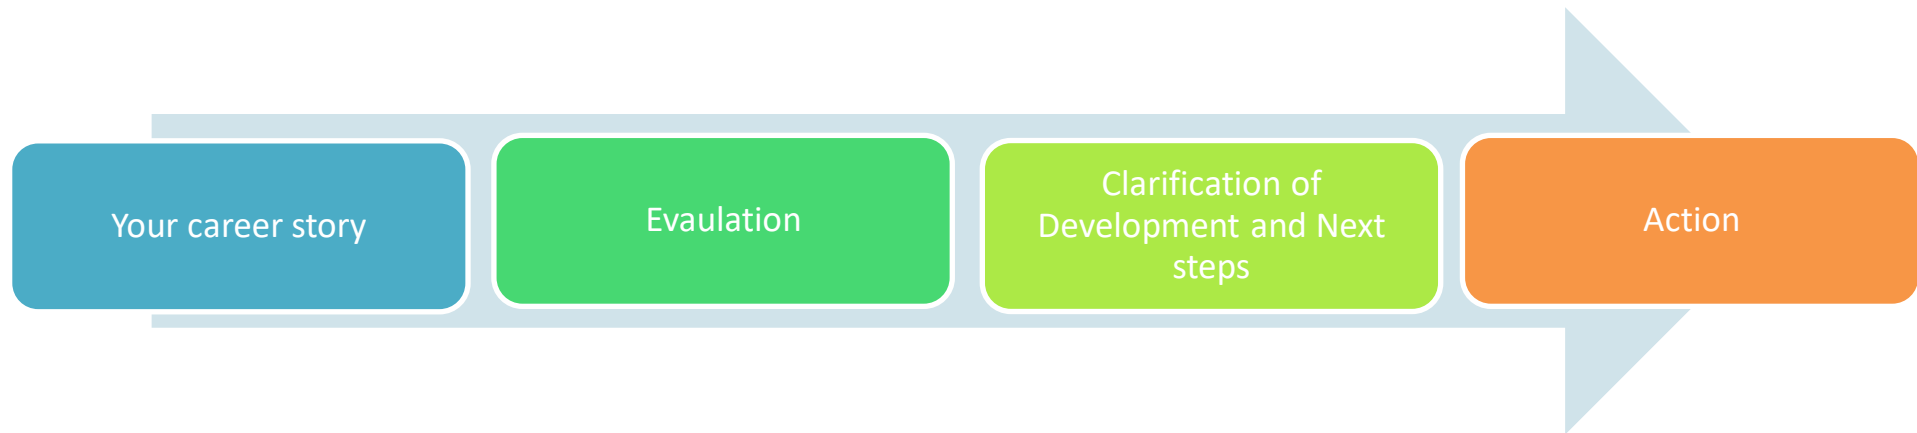 Your career story
Evaulation
Clarification of
Development and Next
steps
Action